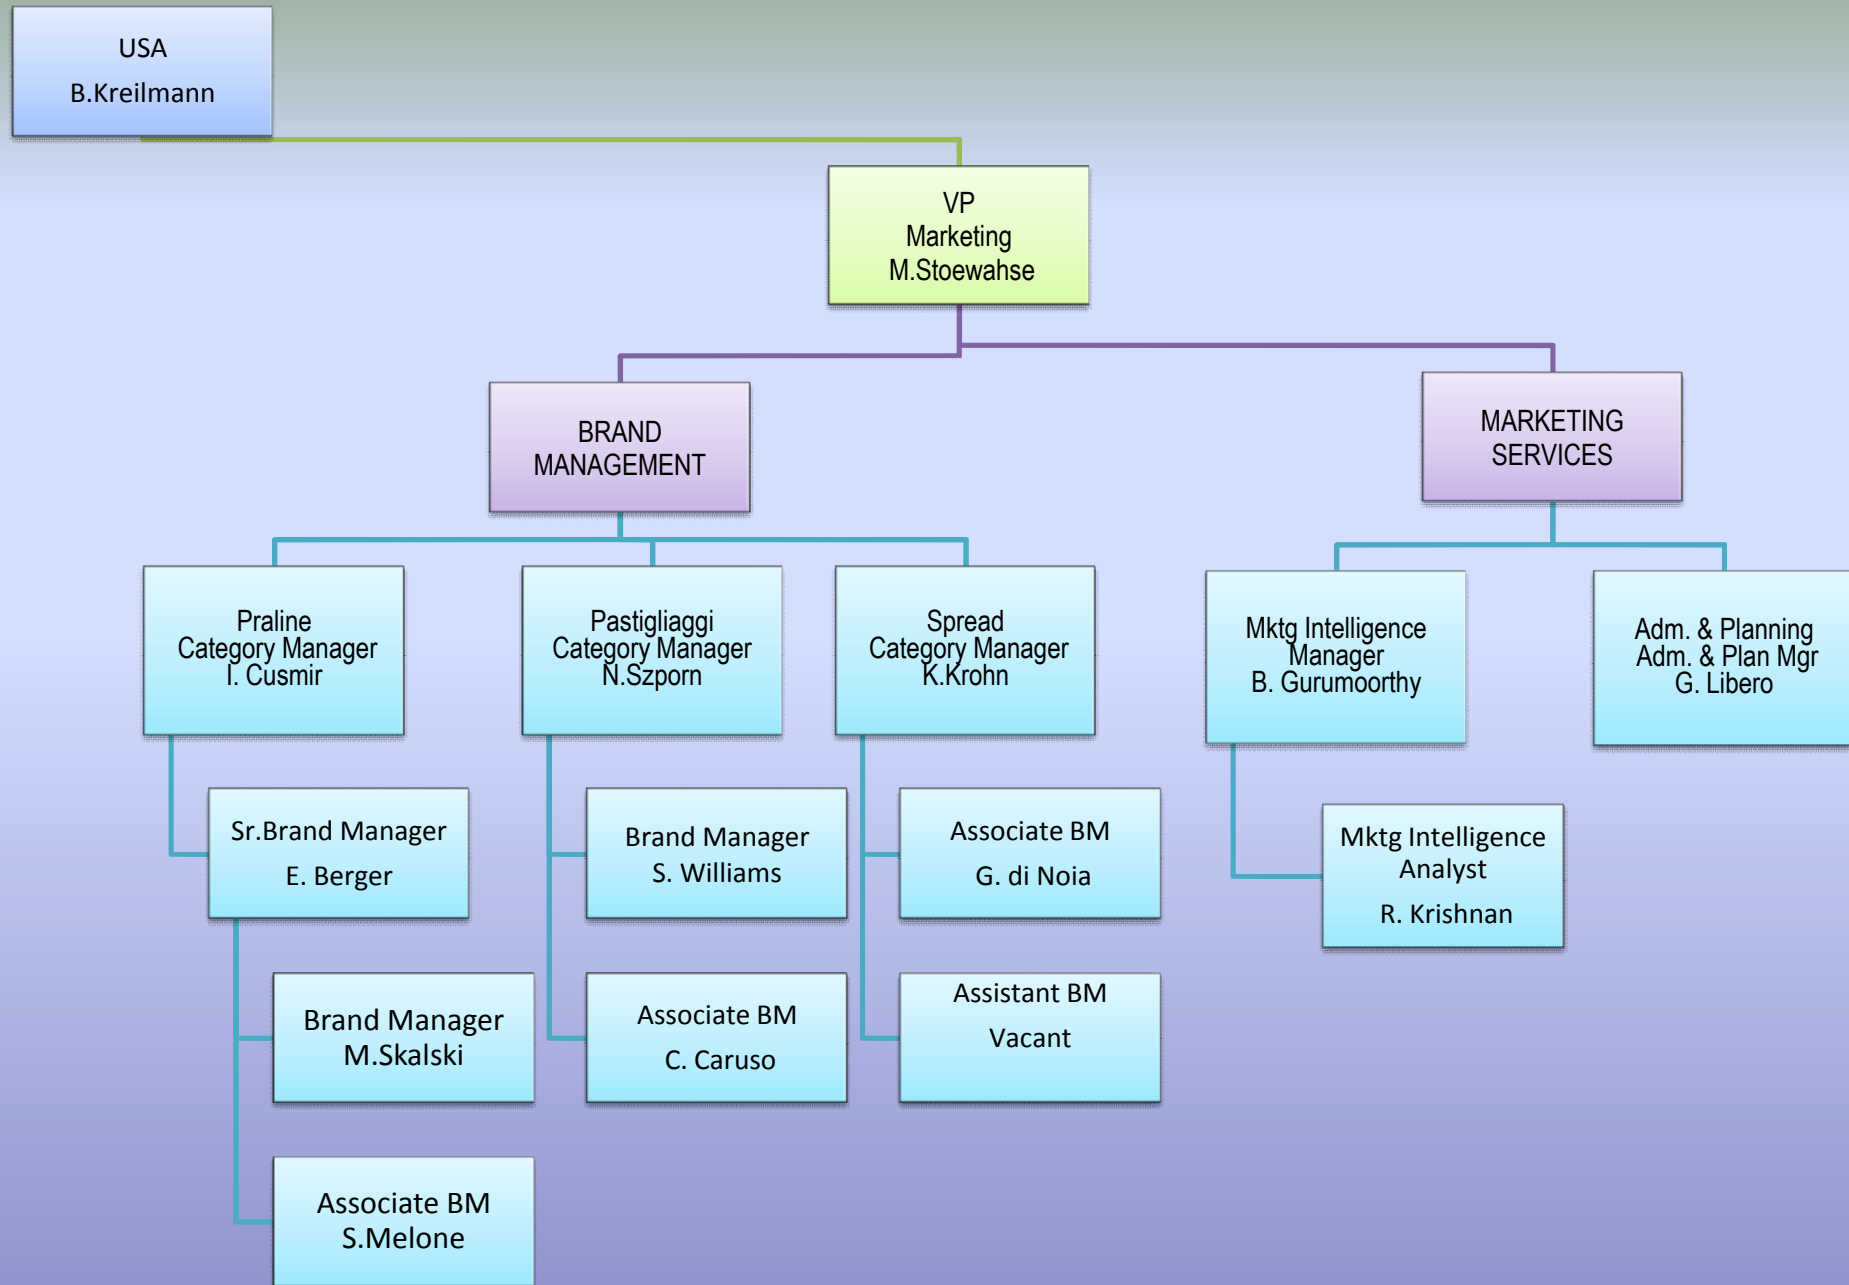 USA
B.Kreilmann
VP
Marketing
M.Stoewahse
BRAND
MANAGEMENT
MARKETING
SERVICES
Praline
Category Manager
I. Cusmir
Pastigliaggi
Category Manager
N.Szporn
Spread
Category Manager
K.Krohn
Mktg Intelligence
Manager
B. Gurumoorthy
Adm. & Planning
Adm. & Plan Mgr
G. Libero
Sr.Brand Manager
E. Berger
Brand Manager
S. Williams
Associate BM
G. di Noia
Mktg Intelligence
Analyst
R. Krishnan
Brand Manager
M.Skalski
Associate BM
C. Caruso
Assistant BM
Vacant
Associate BM
S.Melone